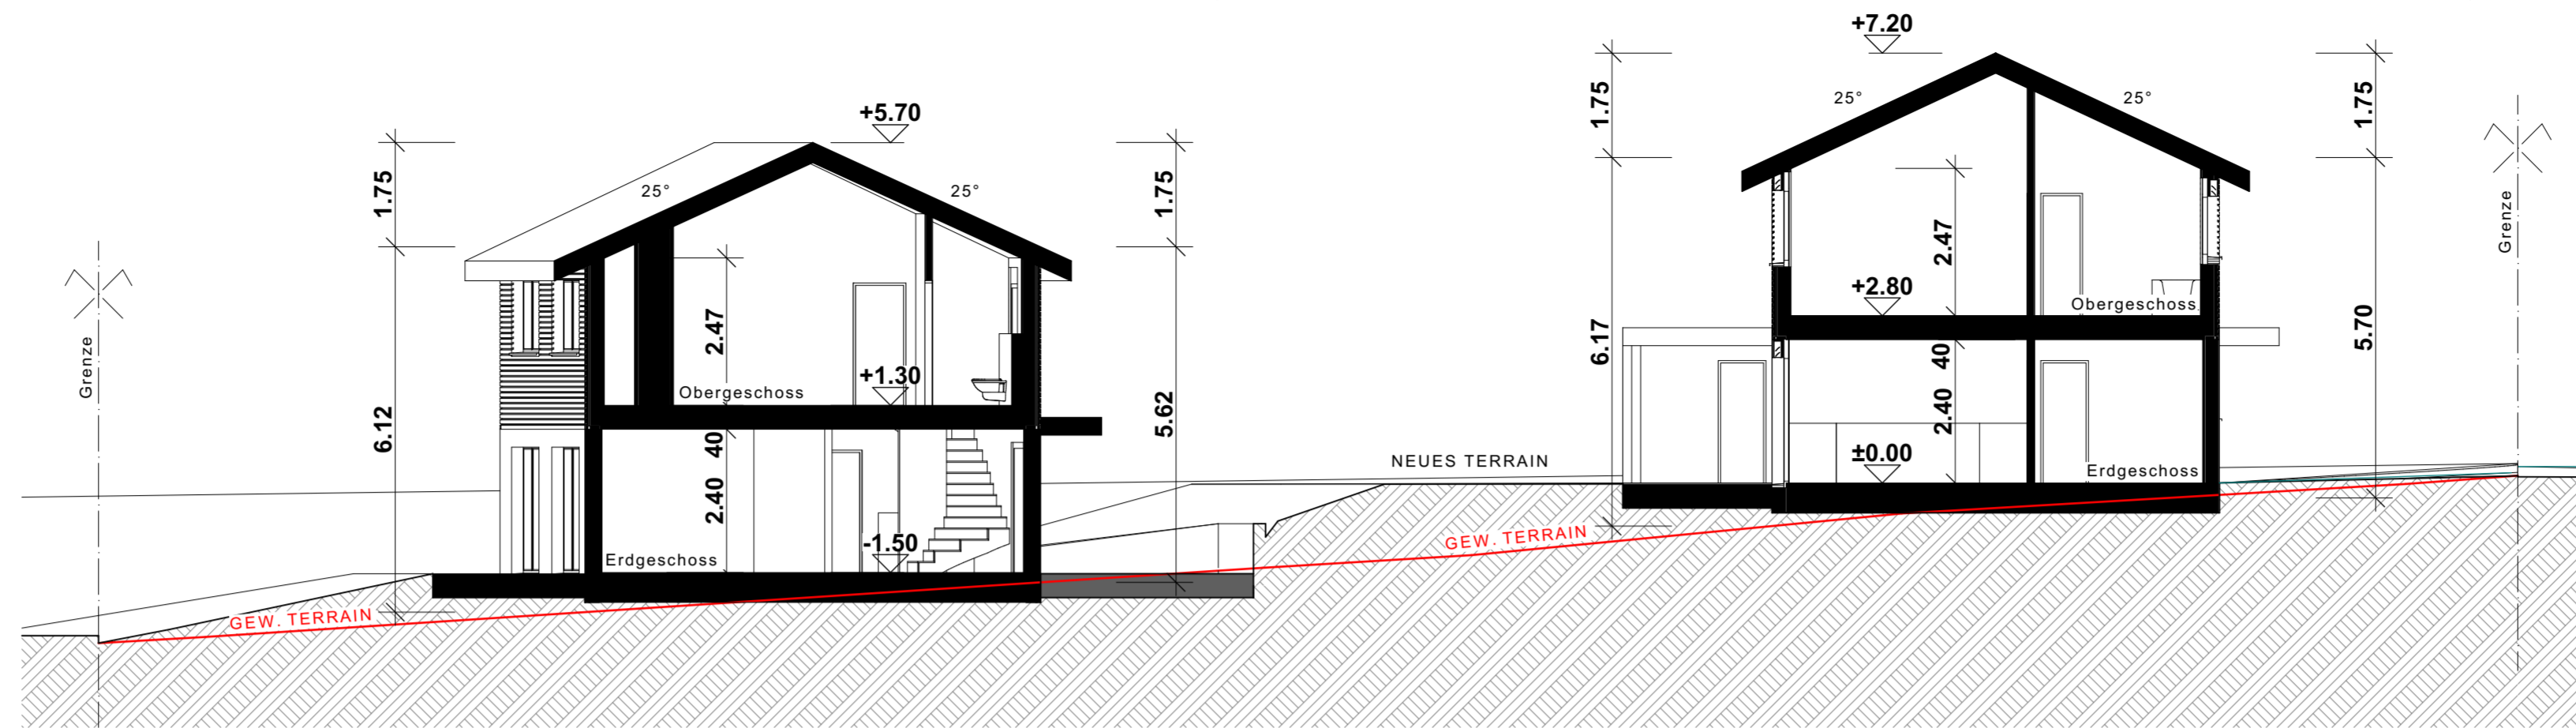 +7.20
1.75
25°
25°
1.75
+5.70
1.75
25°
25°
1.75
Grenze
Grenze
2.47
+2.80
Obergeschoss
2.47
+1.30
Obergeschoss
6.12
5.62
6.17
5.70
40
2.40
±0.00
Erdgeschoss
NEUES TERRAIN
40
2.40
-1.50
Erdgeschoss
GEW. TERRAIN
GEW. TERRAIN